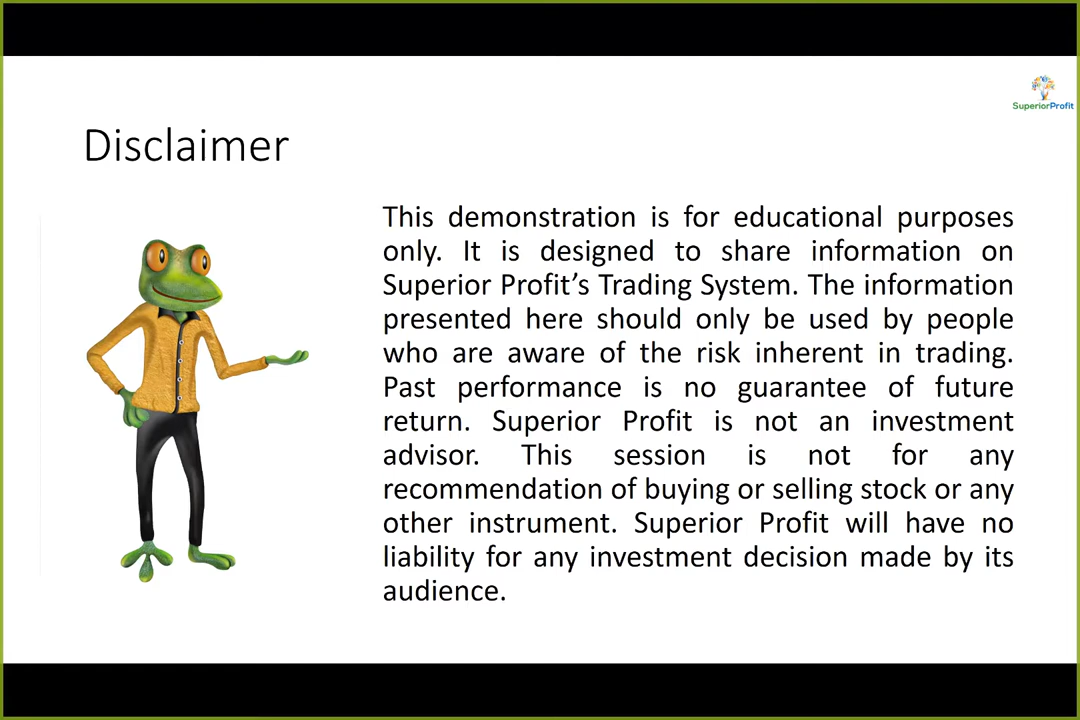 SuperiorProfit
Disclaimer
This demonstration is for educational purposes
only. It is designed to share information on
Superior Profit’s Trading System. The information
presented here should only be used by people
who are aware of the risk inherent in trading.
Past performance is no guarantee of future
return. Superior Profit is not an investment
advisor. This session is not for any
recommendation of buying or selling stock or any
other instrument. Superior Profit will have no
liability for any investment decision made by its
audience.